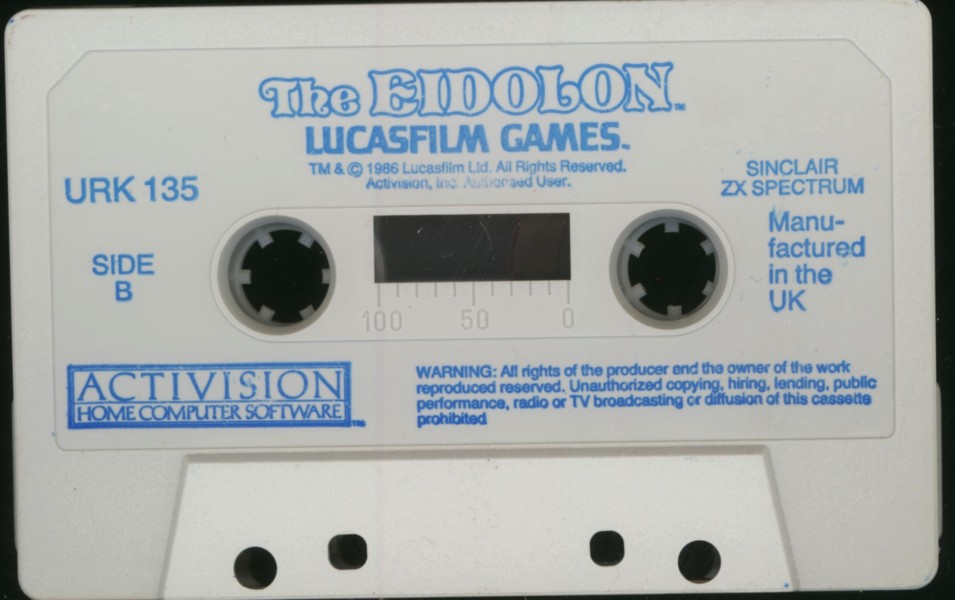 The EIDOLON™
LUCASFILM GAMES™
TM & © 1986 Lucasfilm Ltd. All Rights Reserved.
Activision, Inc. Authorised User.
URK 135
SINCLAIR
ZX SPECTRUM
SIDE
B
Manu-
factured
in the
UK
100 50 0
ACTIVISION
HOME COMPUTER SOFTWARE™
WARNING: All rights of the producer and the owner of the work
reproduced reserved. Unauthorized copying, hiring, lending, public
performance, radio or TV broadcasting or diffusion of this cassette
prohibited